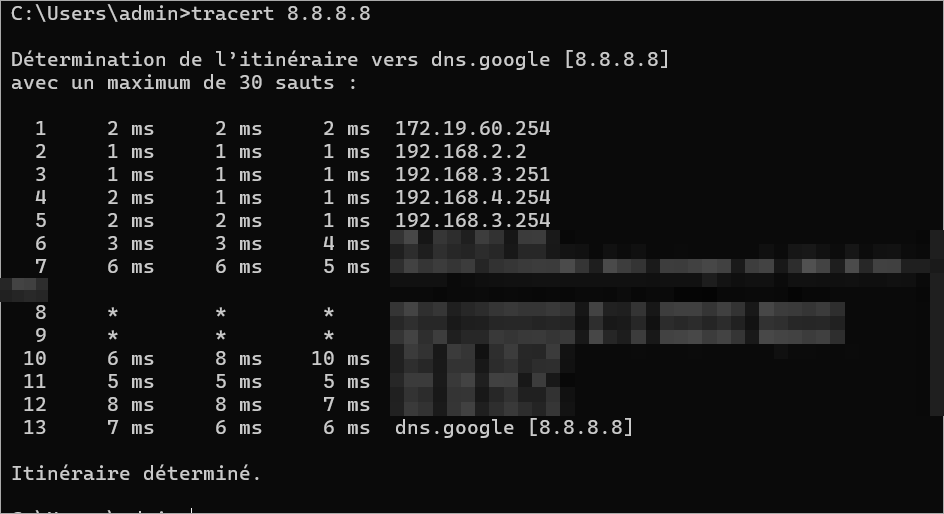 C:\Users\admin>tracert 8.8.8.8
Détermination de l’itinéraire vers dns.google [8.8.8.8]
avec un maximum de 30 sauts :
1 2 ms 2 ms 2 ms 172.19.60.254
2 1 ms 1 ms 1 ms 192.168.2.2
3 1 ms 1 ms 1 ms 192.168.3.251
4 2 ms 1 ms 1 ms 192.168.4.254
5 2 ms 2 ms 1 ms 192.168.3.254
6 3 ms 3 ms 4 ms
7 6 ms 6 ms 5 ms
8 * * *
9 * * *
10 6 ms 8 ms 10 ms
11 5 ms 5 ms 5 ms
12 8 ms 8 ms 7 ms
13 7 ms 6 ms 6 ms dns.google [8.8.8.8]
Itinéraire déterminé.